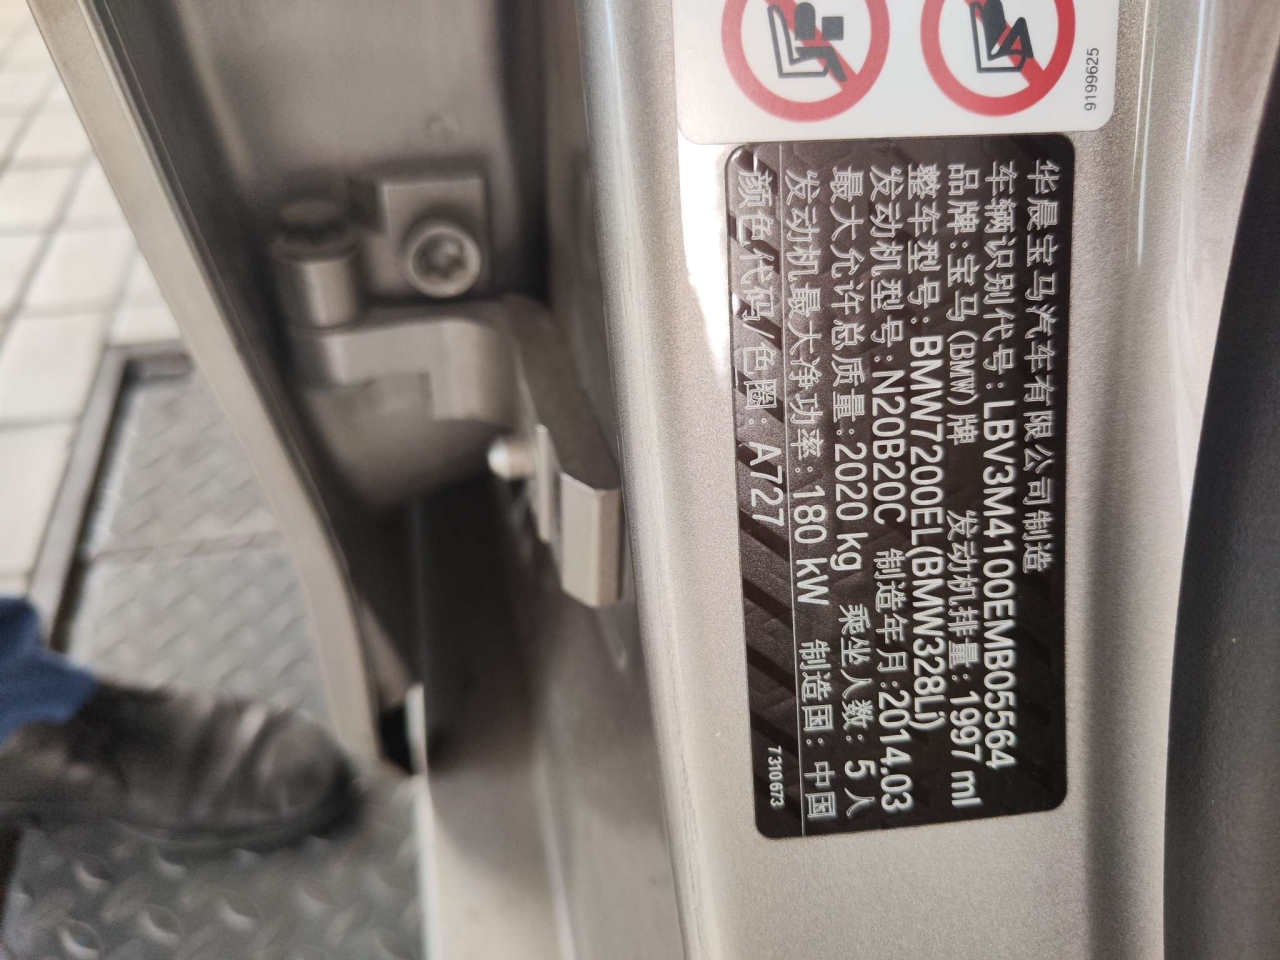 9199625
华晨宝马汽车有限公司制造
车辆识别代号:LBV3M4100EMB05564
品牌:宝马(BMW)牌 发动机排量:1997 ml
整车型号:BMW7200EL(BMW328Li)
发动机型号:N20B20C 制造年月:2014.03
最大允许总质量:2020 kg 乘坐人数: 5 人
发动机最大净功率:180 kW 制造国: 中国
颜色代码/色圈: A727
7310673